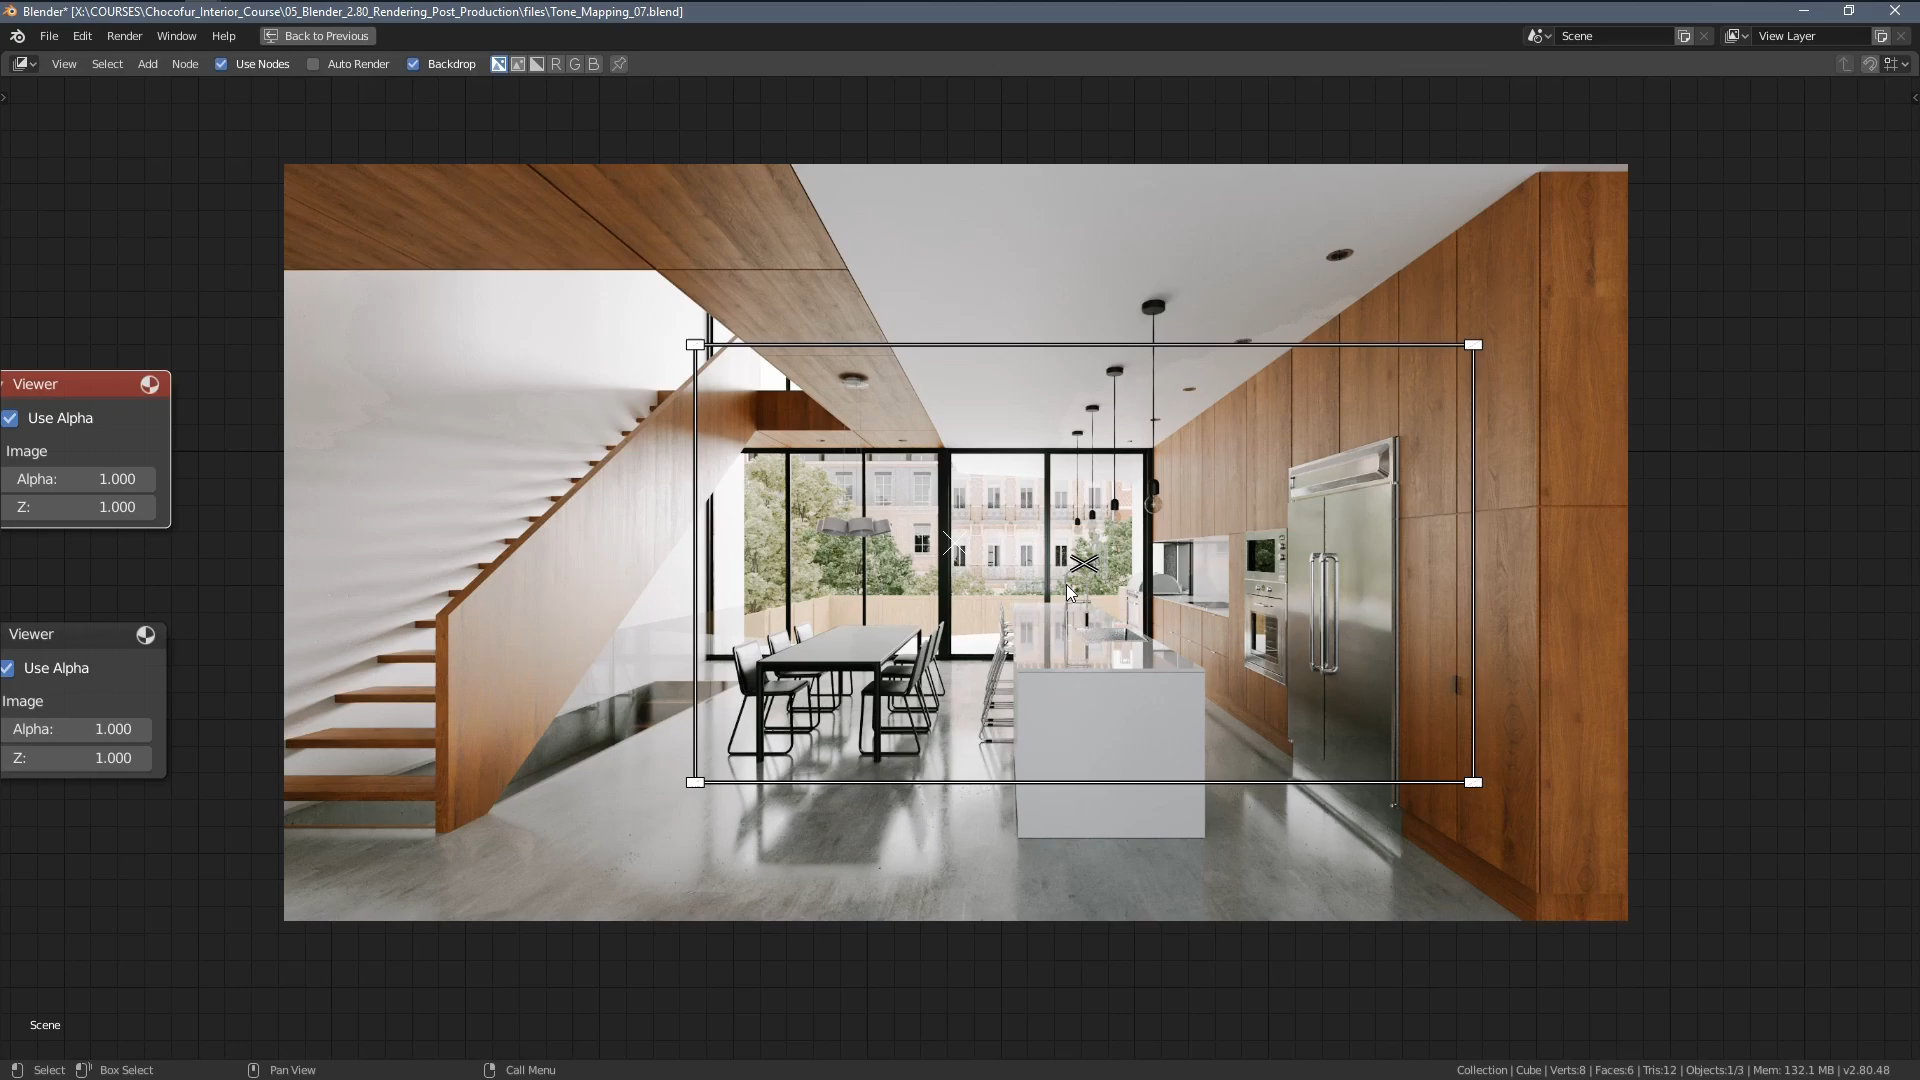 Blender* [X:\COURSES\Chocofur_Interior_Course\05_Blender_2.80_Rendering_Post_Production\files\Tone_Mapping_07.blend]
File Edit Render Window Help Back to Previous Scene View Layer
View Select Add Node Use Nodes Auto Render Backdrop R G B
Viewer
Use Alpha
Image
Alpha: 1.000
Z: 1.000
Viewer
Use Alpha
Image
Alpha: 1.000
Z: 1.000
Scene
Select Box Select Pan View Call Menu Collection | Cube | Verts:8 | Faces:6 | Tris:12 | Objects:1/3 | Mem: 132.1 MB | v2.80.48